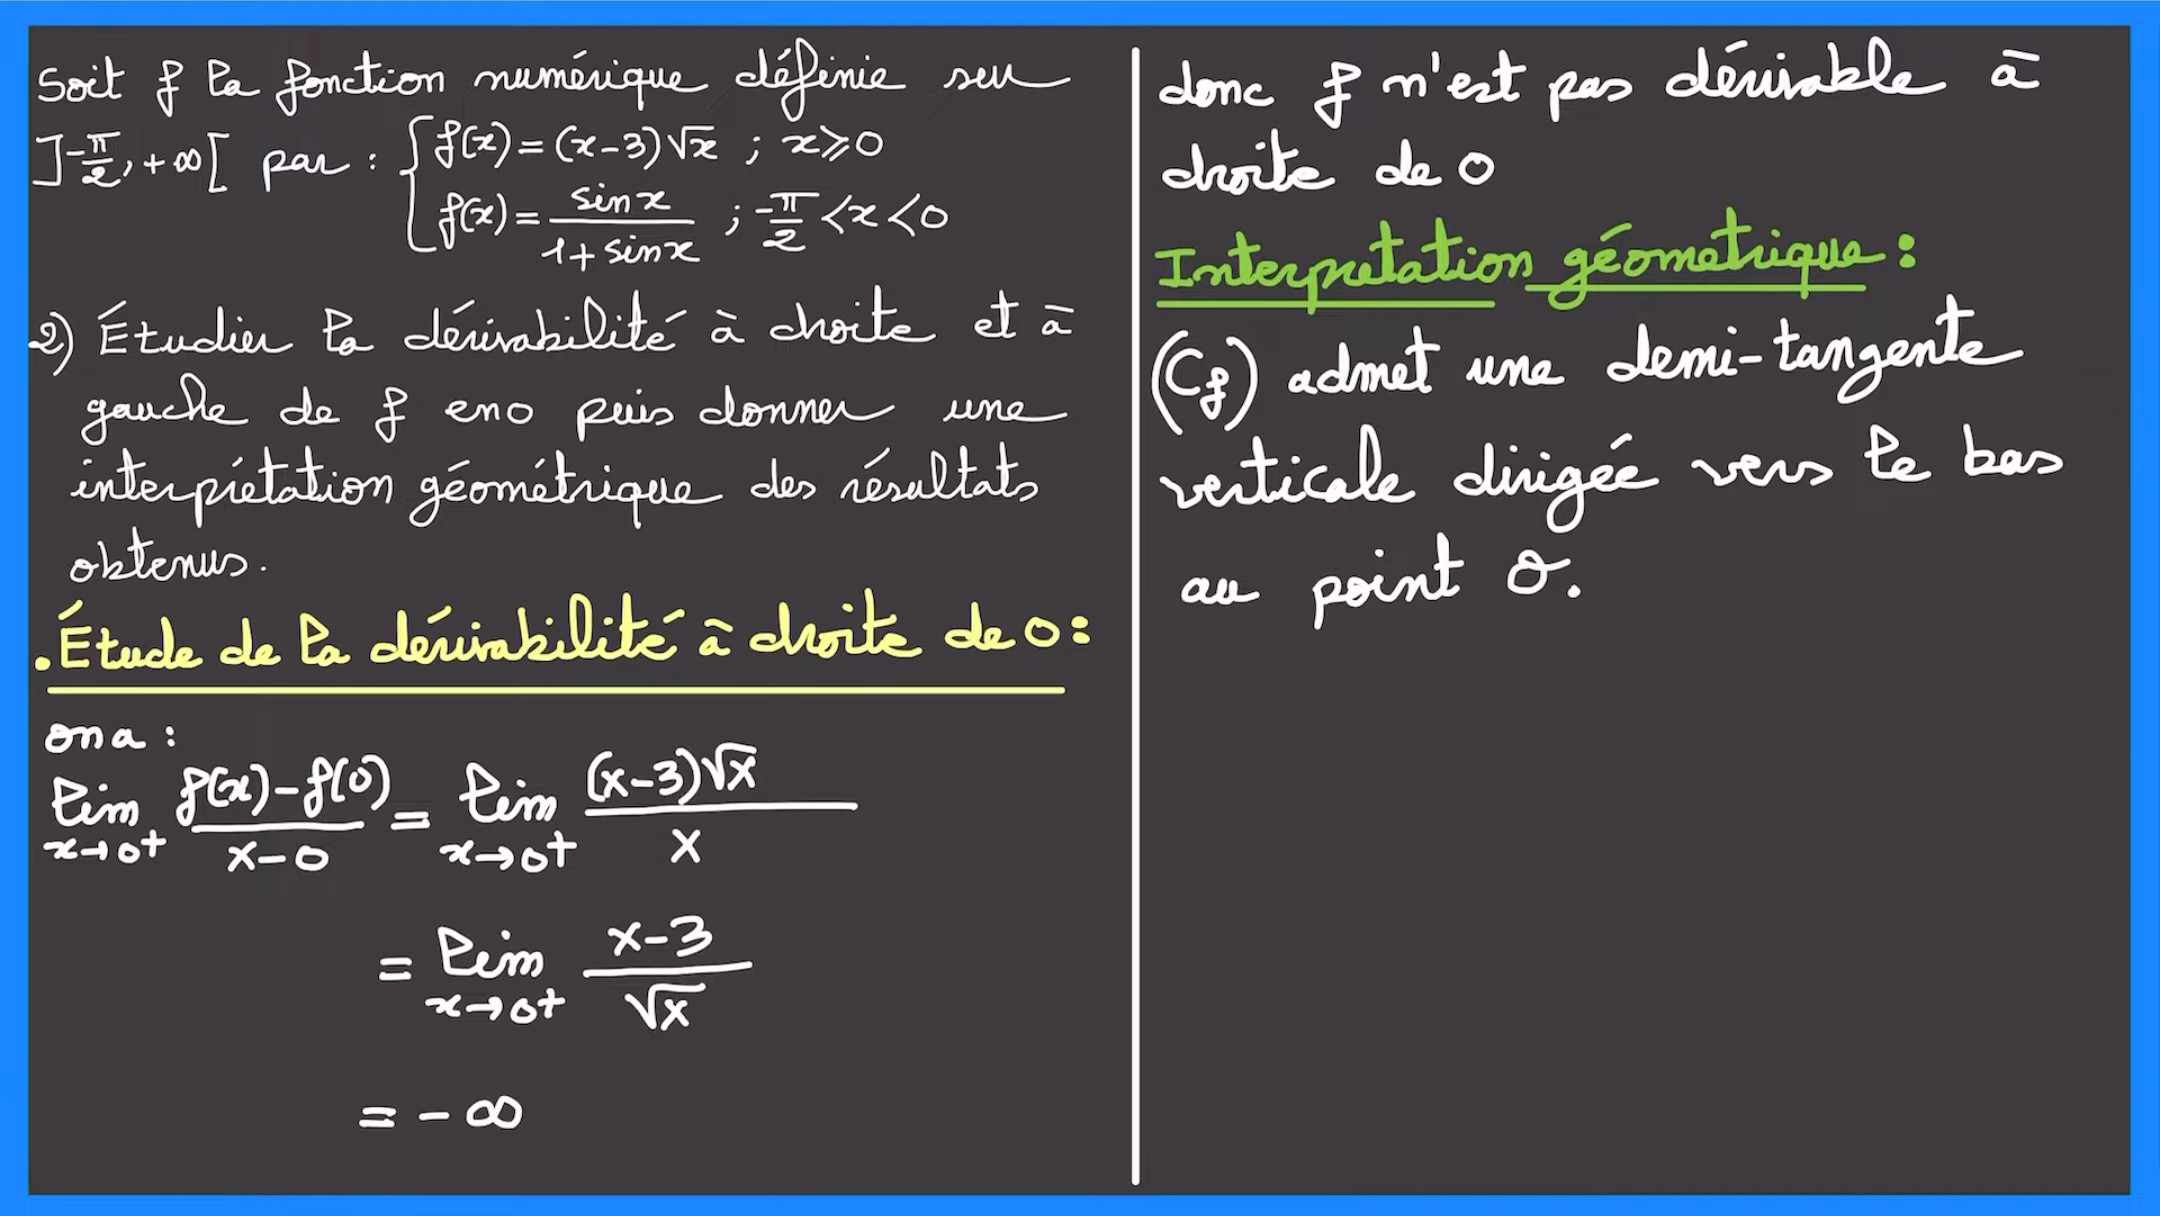 Soit f la fonction numérique définie sur
]-π/2, +∞[ par : { f(x) = (x-3)√x ; x ⩾ 0
f(x) = sin x / (1 + sin x) ; -π/2 < x < 0
2) Étudier la dérivabilité à droite et à
gauche de f en 0 puis donner une
interprétation géométrique des résultats
obtenus.
. Étude de la dérivabilité à droite de 0 :
on a :
lim x→0+ (f(x) - f(0)) / (x - 0) = lim x→0+ (x-3)√x / x
= lim x→0+ (x-3) / √x
= - ∞
donc f n'est pas dérivable à
droite de 0
Interprétation géométrique :
(Cf) admet une demi-tangente
verticale dirigée vers le bas
au point O.